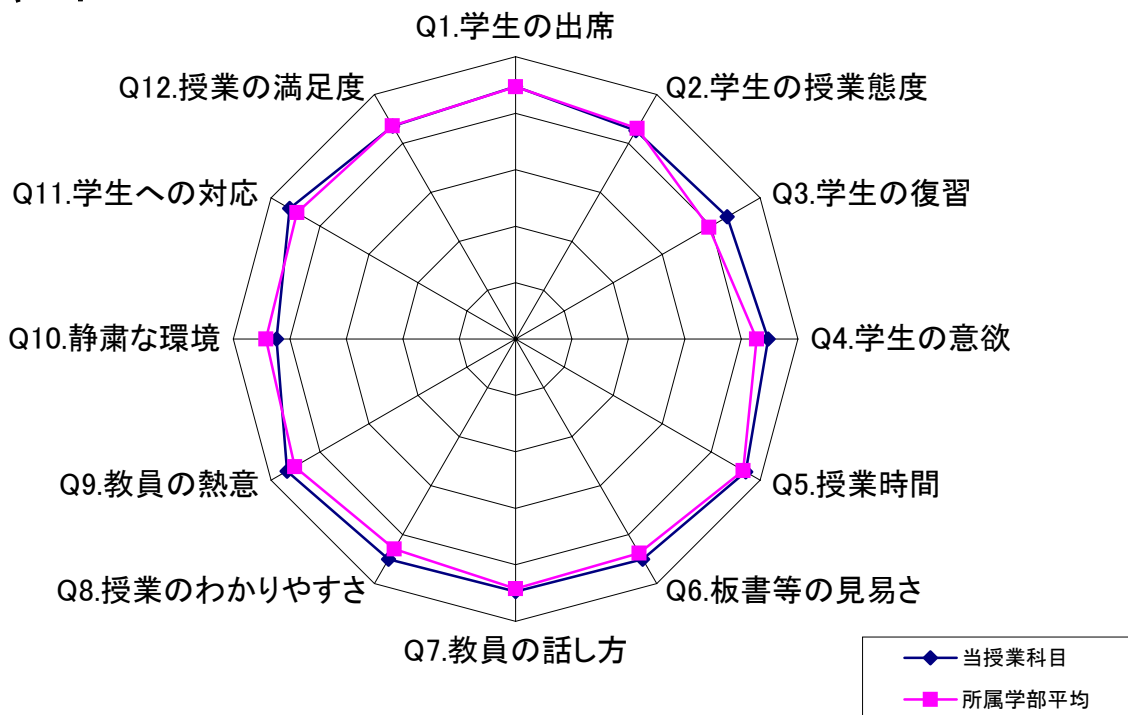 Q1.学生の出席
Q2.学生の授業態度
Q3.学生の復習
Q4.学生の意欲
Q5.授業時間
Q6.板書等の見易さ
Q7.教員の話し方
Q8.授業のわかりやすさ
Q9.教員の熱意
Q10.静粛な環境
Q11.学生への対応
Q12.授業の満足度
当授業科目
所属学部平均